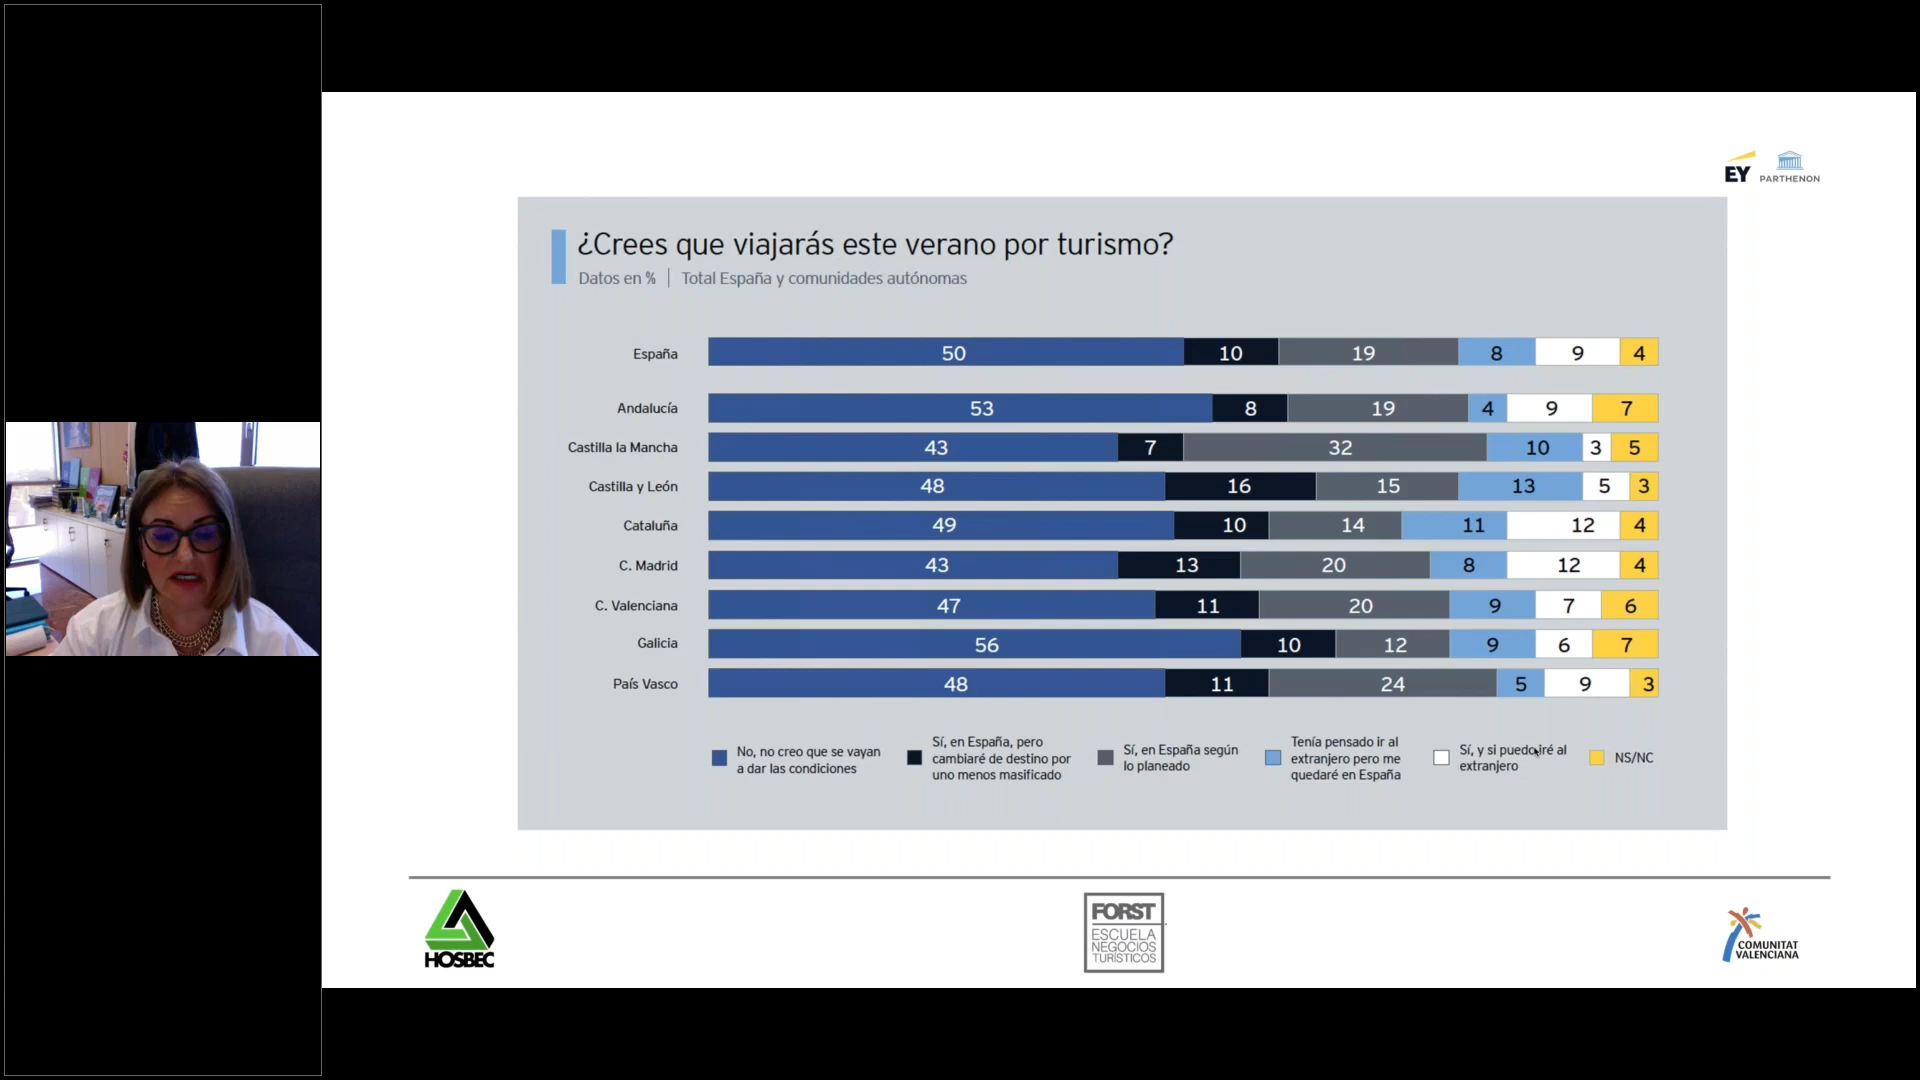 EY PARTHENON
¿Crees que viajarás este verano por turismo?
Datos en % | Total España y comunidades autónomas
España 50 10 19 8 9 4
Andalucía 53 8 19 4 9 7
Castilla la Mancha 43 7 32 10 3 5
Castilla y León 48 16 15 13 5 3
Cataluña 49 10 14 11 12 4
C. Madrid 43 13 20 8 12 4
C. Valenciana 47 11 20 9 7 6
Galicia 56 10 12 9 6 7
País Vasco 48 11 24 5 9 3
No, no creo que se vayan
a dar las condiciones
Sí, en España, pero
cambiaré de destino por
uno menos masificado
Sí, en España según
lo planeado
Tenía pensado ir al
extranjero pero me
quedaré en España
Sí, y si puedo iré al
extranjero
NS/NC
HOSBEC
FORST
ESCUELA
NEGOCIOS
TURÍSTICOS
COMUNITAT
VALENCIANA